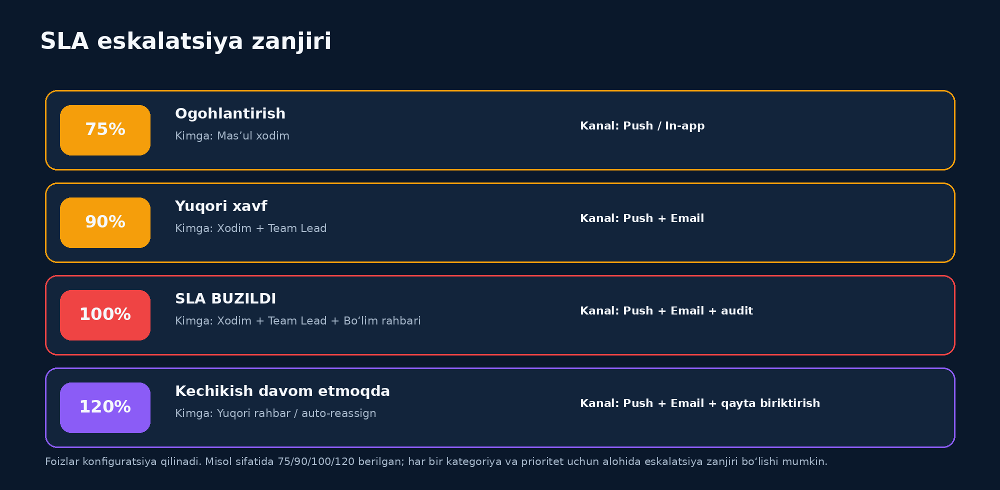 SLA eskalatsiya zanjiri
75%
Ogohlantirish
Kimga: Mas’ul xodim
Kanal: Push / In-app
90%
Yuqori xavf
Kimga: Xodim + Team Lead
Kanal: Push + Email
100%
SLA BUZILDI
Kimga: Xodim + Team Lead + Bo‘lim rahbari
Kanal: Push + Email + audit
120%
Kechikish davom etmoqda
Kimga: Yuqori rahbar / auto-reassign
Kanal: Push + Email + qayta biriktirish
Foizlar konfiguratsiya qilinadi. Misol sifatida 75/90/100/120 berilgan; har bir kategoriya va prioritet uchun alohida eskalatsiya zanjiri bo‘lishi mumkin.